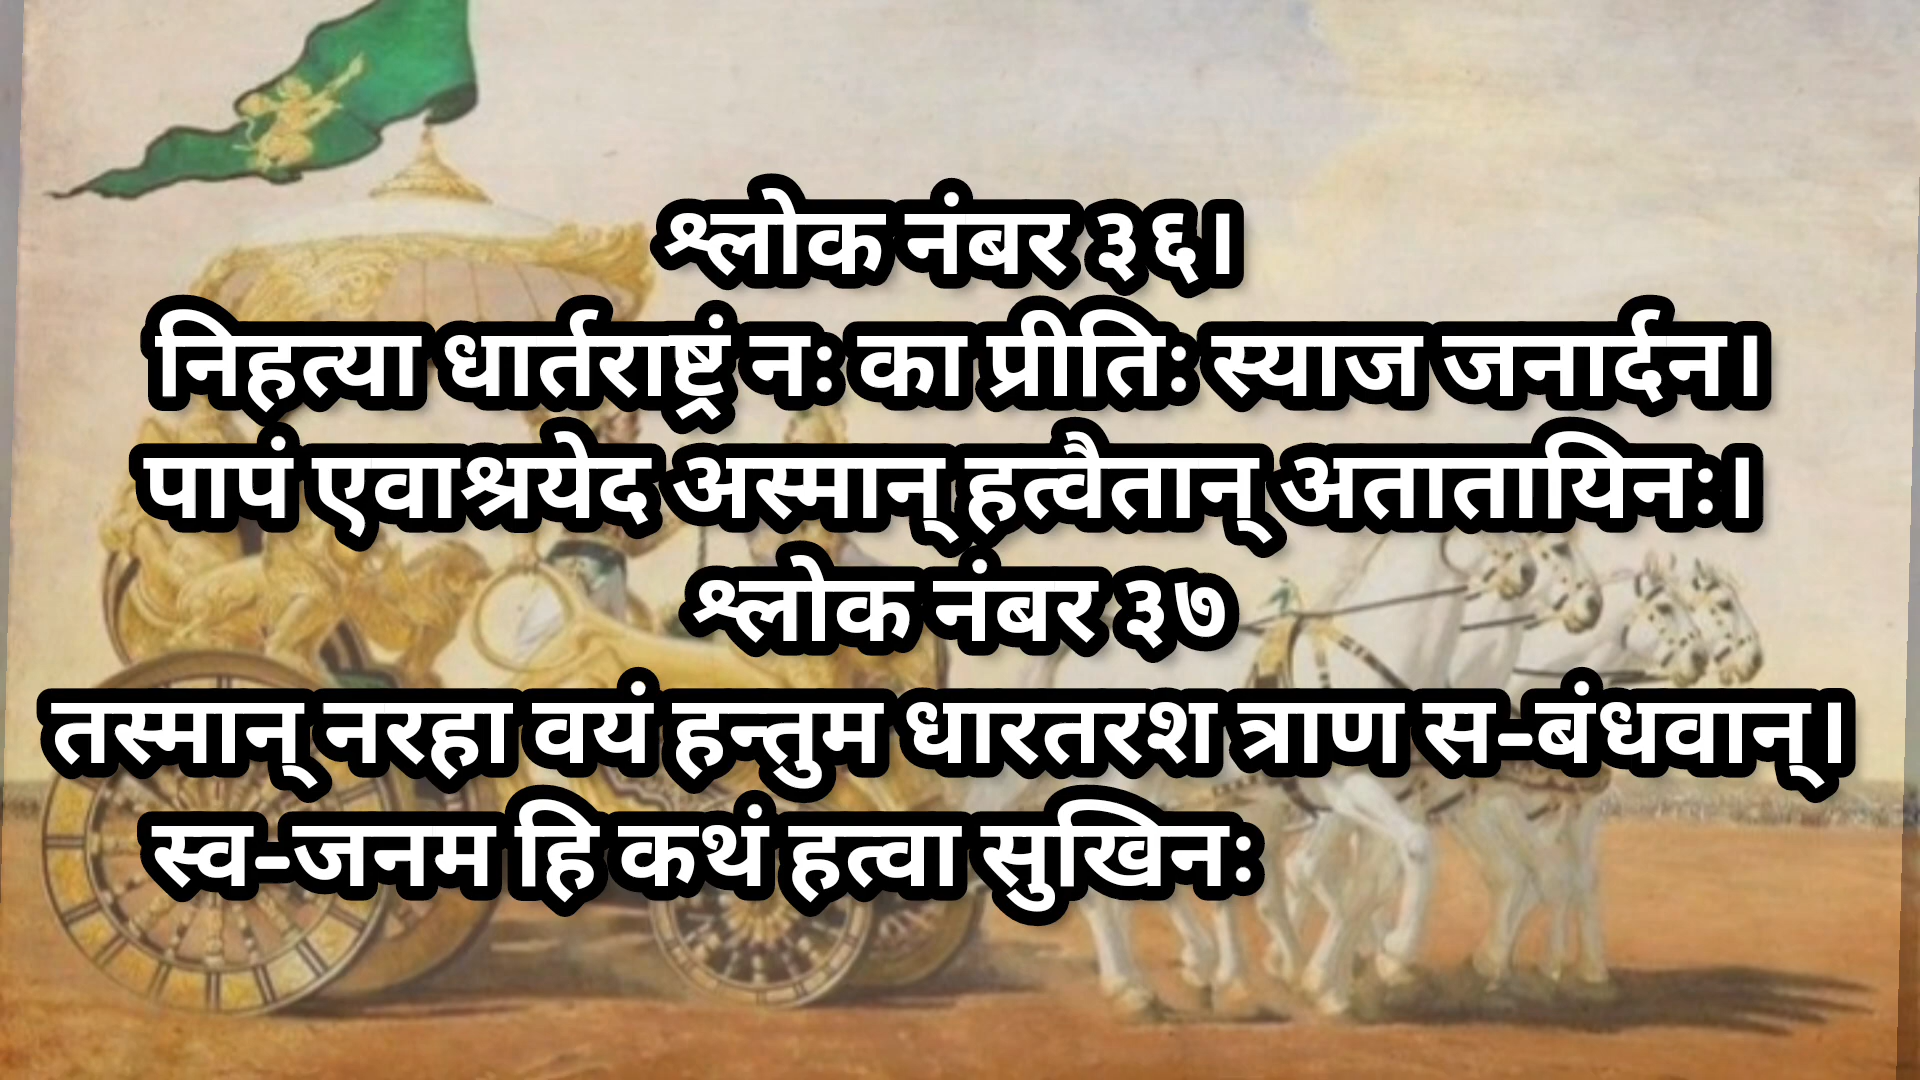 श्लोक नंबर ३६।
निहत्या धार्तराष्ट्रं नः का प्रीतिः स्याज जनार्दन।
पापं एवाश्रयेद अस्मान् हत्वैतान् अतातायिनः।
श्लोक नंबर ३७
तस्मान् नरहा वयं हन्तुम धारतरश त्राण स-बंधवान्।
स्व-जनम हि कथं हत्वा सुखिनः